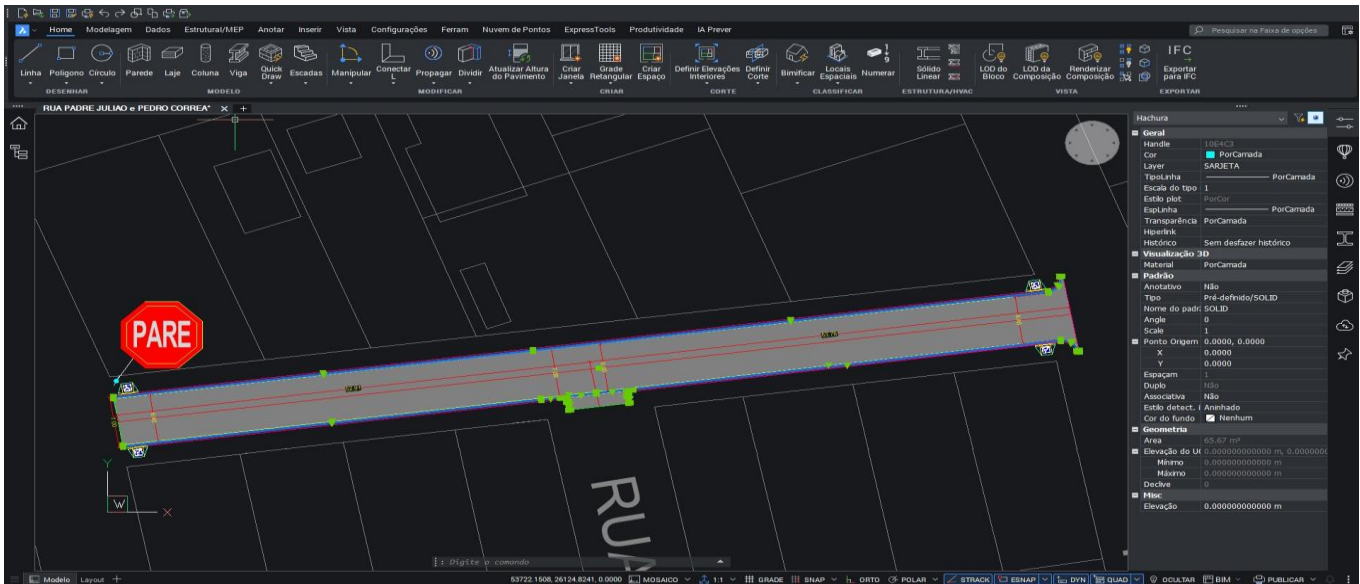 Home Modelagem Dados Estrutural/MEP Anotar Inserir Vista Configurações Ferram Nuvem de Pontos ExpressTools Produtividade IA Prever
Pesquisar na Faixa de opções
Linha Polígono Círculo Parede Laje Coluna Viga Quick Draw Escadas Manipular Conectar L Propagar Dividir Atualizar Altura do Pavimento Criar Janela Grade Retangular Criar Espaço Definir Elevações Interiores Definir Corte Bimificar Locais Espaciais Numerar Sólido Linear LOD do Bloco LOD da Composição Renderizar Composição IFC Exportar para IFC
DESENHAR MODELO MODIFICAR CRIAR CORTE CLASSIFICAR ESTRUTURA/HVAC VISTA EXPORTAR
RUA PADRE JULIAO e PEDRO CORREA*
Hachura
Geral
Handle 10E4C3
Cor PorCamada
Layer SARJETA
TipoLinha PorCamada
Escala do tipo 1
Estilo plot PorCor
EspLinha PorCamada
Transparência PorCamada
Hiperlink
Histórico Sem desfazer histórico
Visualização 3D
Material PorCamada
Padrão
Anotativo Não
Tipo Pré-definido/SOLID
Nome do padr SOLID
Angle 0
Scale 1
Ponto Origem 0.0000, 0.0000
X 0.0000
Y 0.0000
Espaçam 1
Duplo Não
Associativa Não
Estilo detect. i Aninhado
Cor do fundo Nenhum
Geometria
Area 65.67 m²
Elevação do U 0.000000000000 m, 0.0000000
Mínimo 0.000000000000 m
Máximo 0.000000000000 m
Declive 0
Misc
Elevação 0.000000000000 m
PARE
RUA
Y
W
X
: Digite o comando
Modelo Layout
53722.1508, 26124.8241, 0.0000 MOSAICO 1:1 GRADE SNAP ORTO POLAR STRACK ESNAP DYN QUAD OCULTAR BIM PUBLICAR